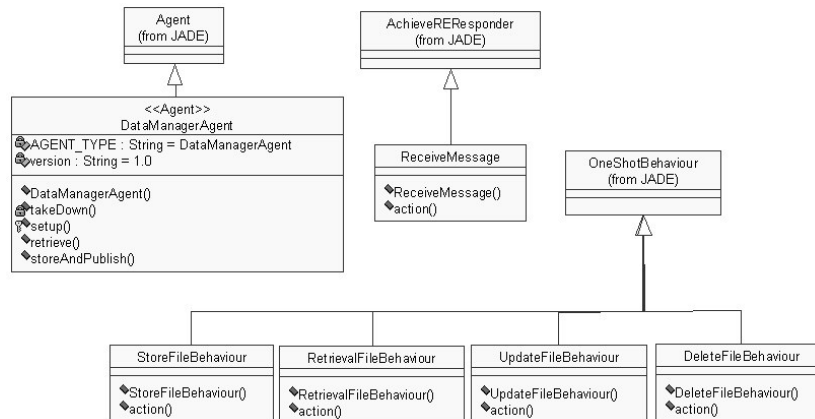 Agent
(from JADE)
AchieveREResponder
(from JADE)
<<Agent>>
DataManagerAgent
AGENT_TYPE : String = DataManagerAgent
version : String = 1.0
DataManagerAgent()
takeDown()
setup()
retrieve()
storeAndPublish()
ReceiveMessage
ReceiveMessage()
action()
OneShotBehaviour
(from JADE)
StoreFileBehaviour
StoreFileBehaviour()
action()
RetrievalFileBehaviour
RetrievalFileBehaviour()
action()
UpdateFileBehaviour
UpdateFileBehaviour()
action()
DeleteFileBehaviour
DeleteFileBehaviour()
action()